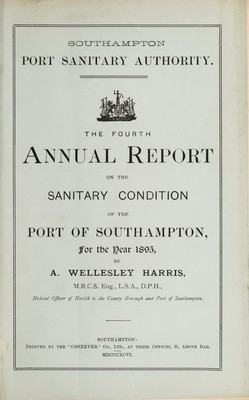 SOUTHAMPTON
PORT SANITARY AUTHORITY.
THE FOURTH
ANNUAL REPORT
ON THE
SANITARY CONDITION
OF THE
PORT OF SOUTHAMPTON,
For the Year 1895,
BY
A. WELLESLEY HARRIS,
M.R.C.S. Eng., L.S.A., D.P.H.,
Medical Officer of Health to the County Borough and Port of Southampton.
SOUTHAMPTON:
PRINTED BY THE "OBSERVER" CO., LTD., AT THEIR OFFICES, ABOVE BAR.
MDCCCXCVI.